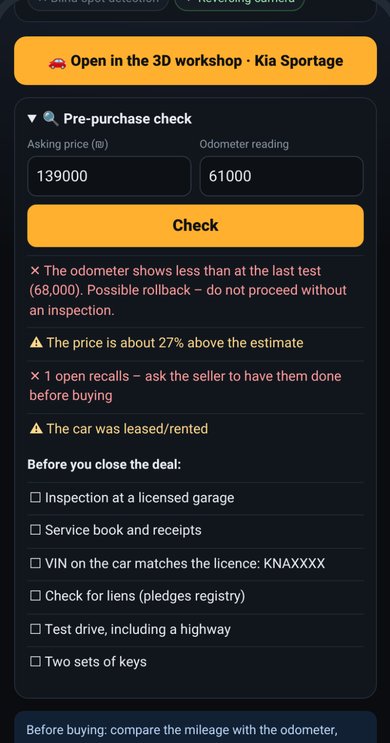 Blind spot detection
Reversing camera
🚗 Open in the 3D workshop · Kia Sportage
▼ 🔍 Pre-purchase check
Asking price (₪)
Odometer reading
139000
61000
Check
✕ The odometer shows less than at the last test
(68,000). Possible rollback – do not proceed without
an inspection.
⚠ The price is about 27% above the estimate
✕ 1 open recalls – ask the seller to have them done
before buying
⚠ The car was leased/rented
Before you close the deal:
☐ Inspection at a licensed garage
☐ Service book and receipts
☐ VIN on the car matches the licence: KNAXXXX
☐ Check for liens (pledges registry)
☐ Test drive, including a highway
☐ Two sets of keys
Before buying: compare the mileage with the odometer,